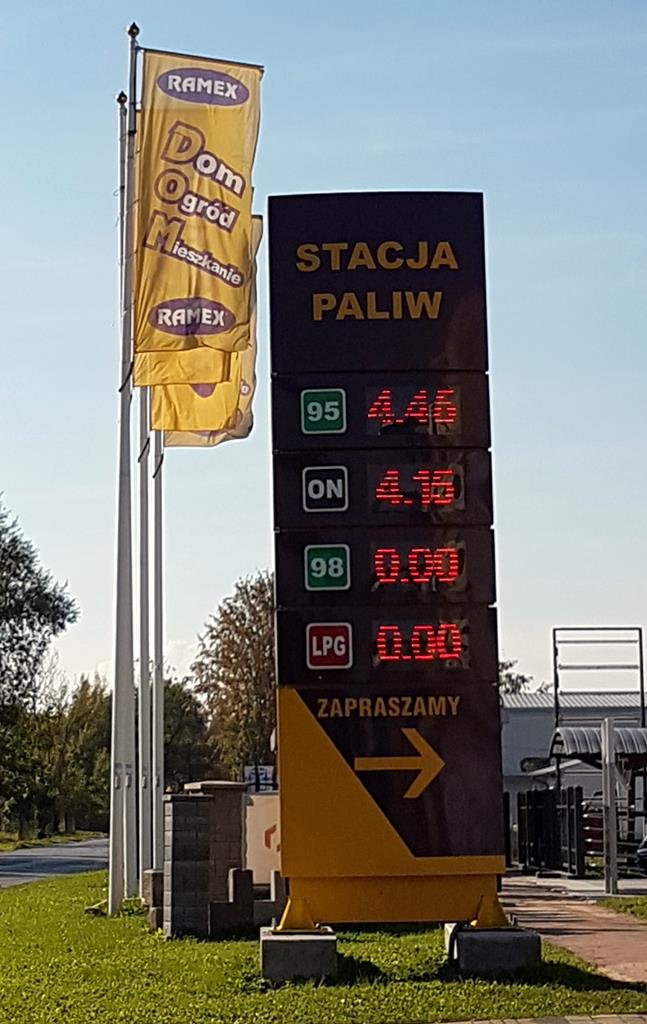 RAMEX
Dom
Ogród
Mieszkanie
RAMEX
STACJA
PALIW
95 4.46
ON 4.15
98 0.00
LPG 0.00
ZAPRASZAMY